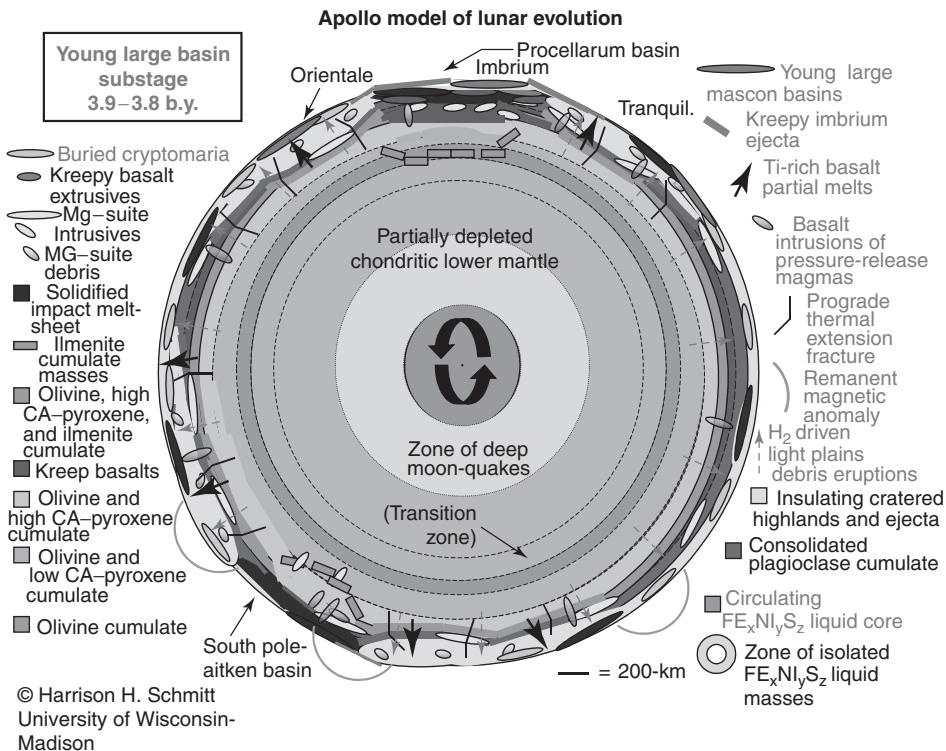 Apollo model of lunar evolution
Young large basin
substage
3.9–3.8 b.y.
Orientale
Procellarum basin
Imbrium
Tranquil.
Buried cryptomaria
Kreepy basalt
extrusives
Mg–suite
Intrusives
MG–suite
debris
Solidified
impact melt-
sheet
Ilmenite
cumulate
masses
Olivine, high
CA–pyroxene,
and ilmenite
cumulate
Kreep basalts
Olivine and
high CA–pyroxene
cumulate
Olivine and
low CA–pyroxene
cumulate
Olivine cumulate
Partially depleted
chondritic lower mantle
Zone of deep
moon-quakes
(Transition
zone)
South pole-
aitken basin
= 200-km
Young large
mascon basins
Kreepy imbrium
ejecta
Ti-rich basalt
partial melts
Basalt
intrusions of
pressure-release
magmas
Prograde
thermal
extension
fracture
Remanent
magnetic
anomaly
H2 driven
light plains
debris eruptions
Insulating cratered
highlands and ejecta
Consolidated
plagioclase cumulate
Circulating
FExNIySz liquid core
Zone of isolated
FExNIySz liquid
masses
© Harrison H. Schmitt
University of Wisconsin-
Madison